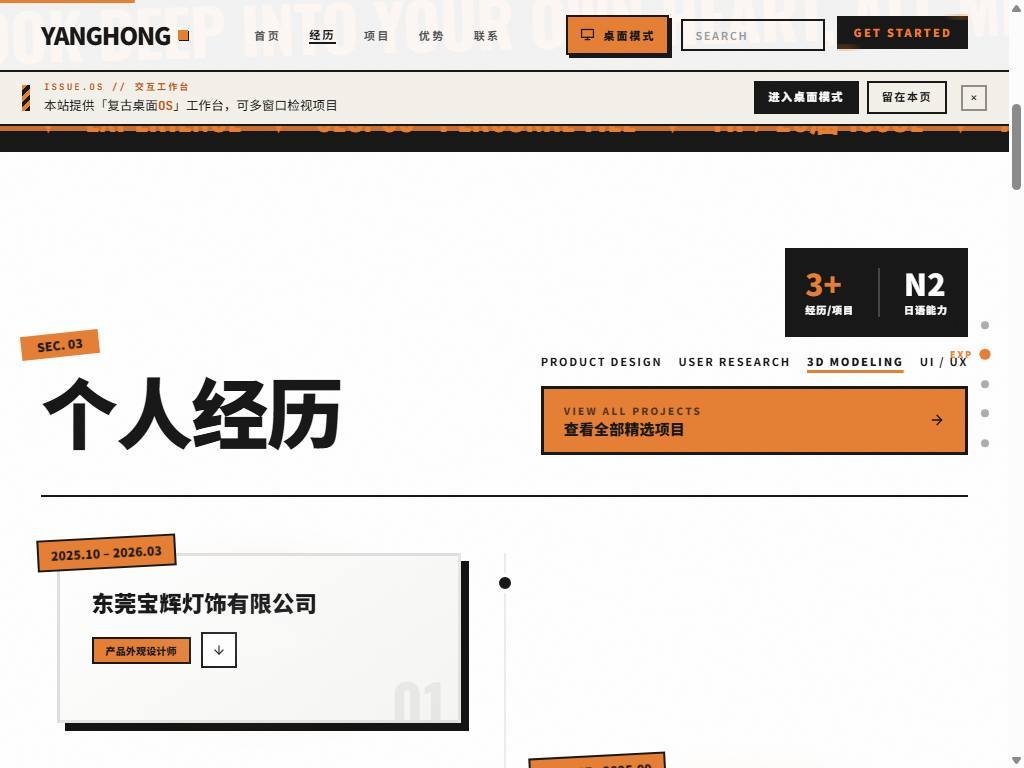 YANGHONG
首页 经历 项目 优势 联系
桌面模式
SEARCH
GET STARTED
ISSUE.OS // 交互工作台
本站提供「复古桌面OS」工作台，可多窗口检视项目
进入桌面模式
留在本页
×
3+
经历/项目
N2
日语能力
SEC. 03
个人经历
EXP
PRODUCT DESIGN USER RESEARCH 3D MODELING UI / UX
VIEW ALL PROJECTS
查看全部精选项目
2025.10 – 2026.03
东莞宝辉灯饰有限公司
产品外观设计师
01